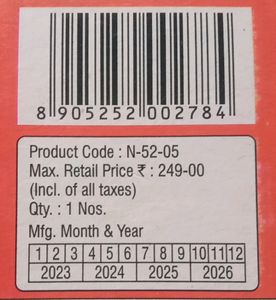 8 905252 002784
Product Code : N-52-05
Max. Retail Price ₹ : 249-00
(Incl. of all taxes)
Qty. : 1 Nos.
Mfg. Month & Year
1 2 3 4 5 6 7 8 9 10 11 12
2023 2024 2025 2026